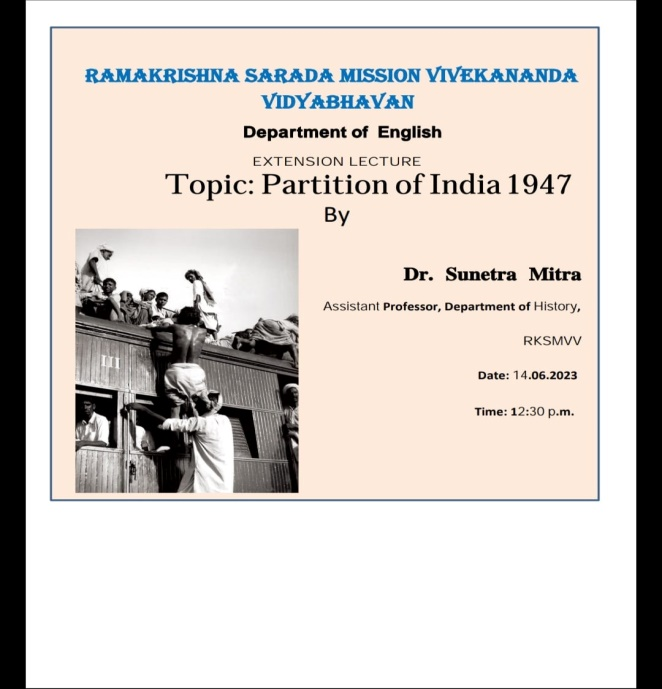 RAMAKRISHNA SARADA MISSION VIVEKANANDA
VIDYABHAVAN
Department of English
EXTENSION LECTURE
Topic: Partition of India 1947
By
III
Dr. Sunetra Mitra
Assistant Professor, Department of History,
RKSMVV
Date: 14.06.2023
Time: 12:30 p.m.